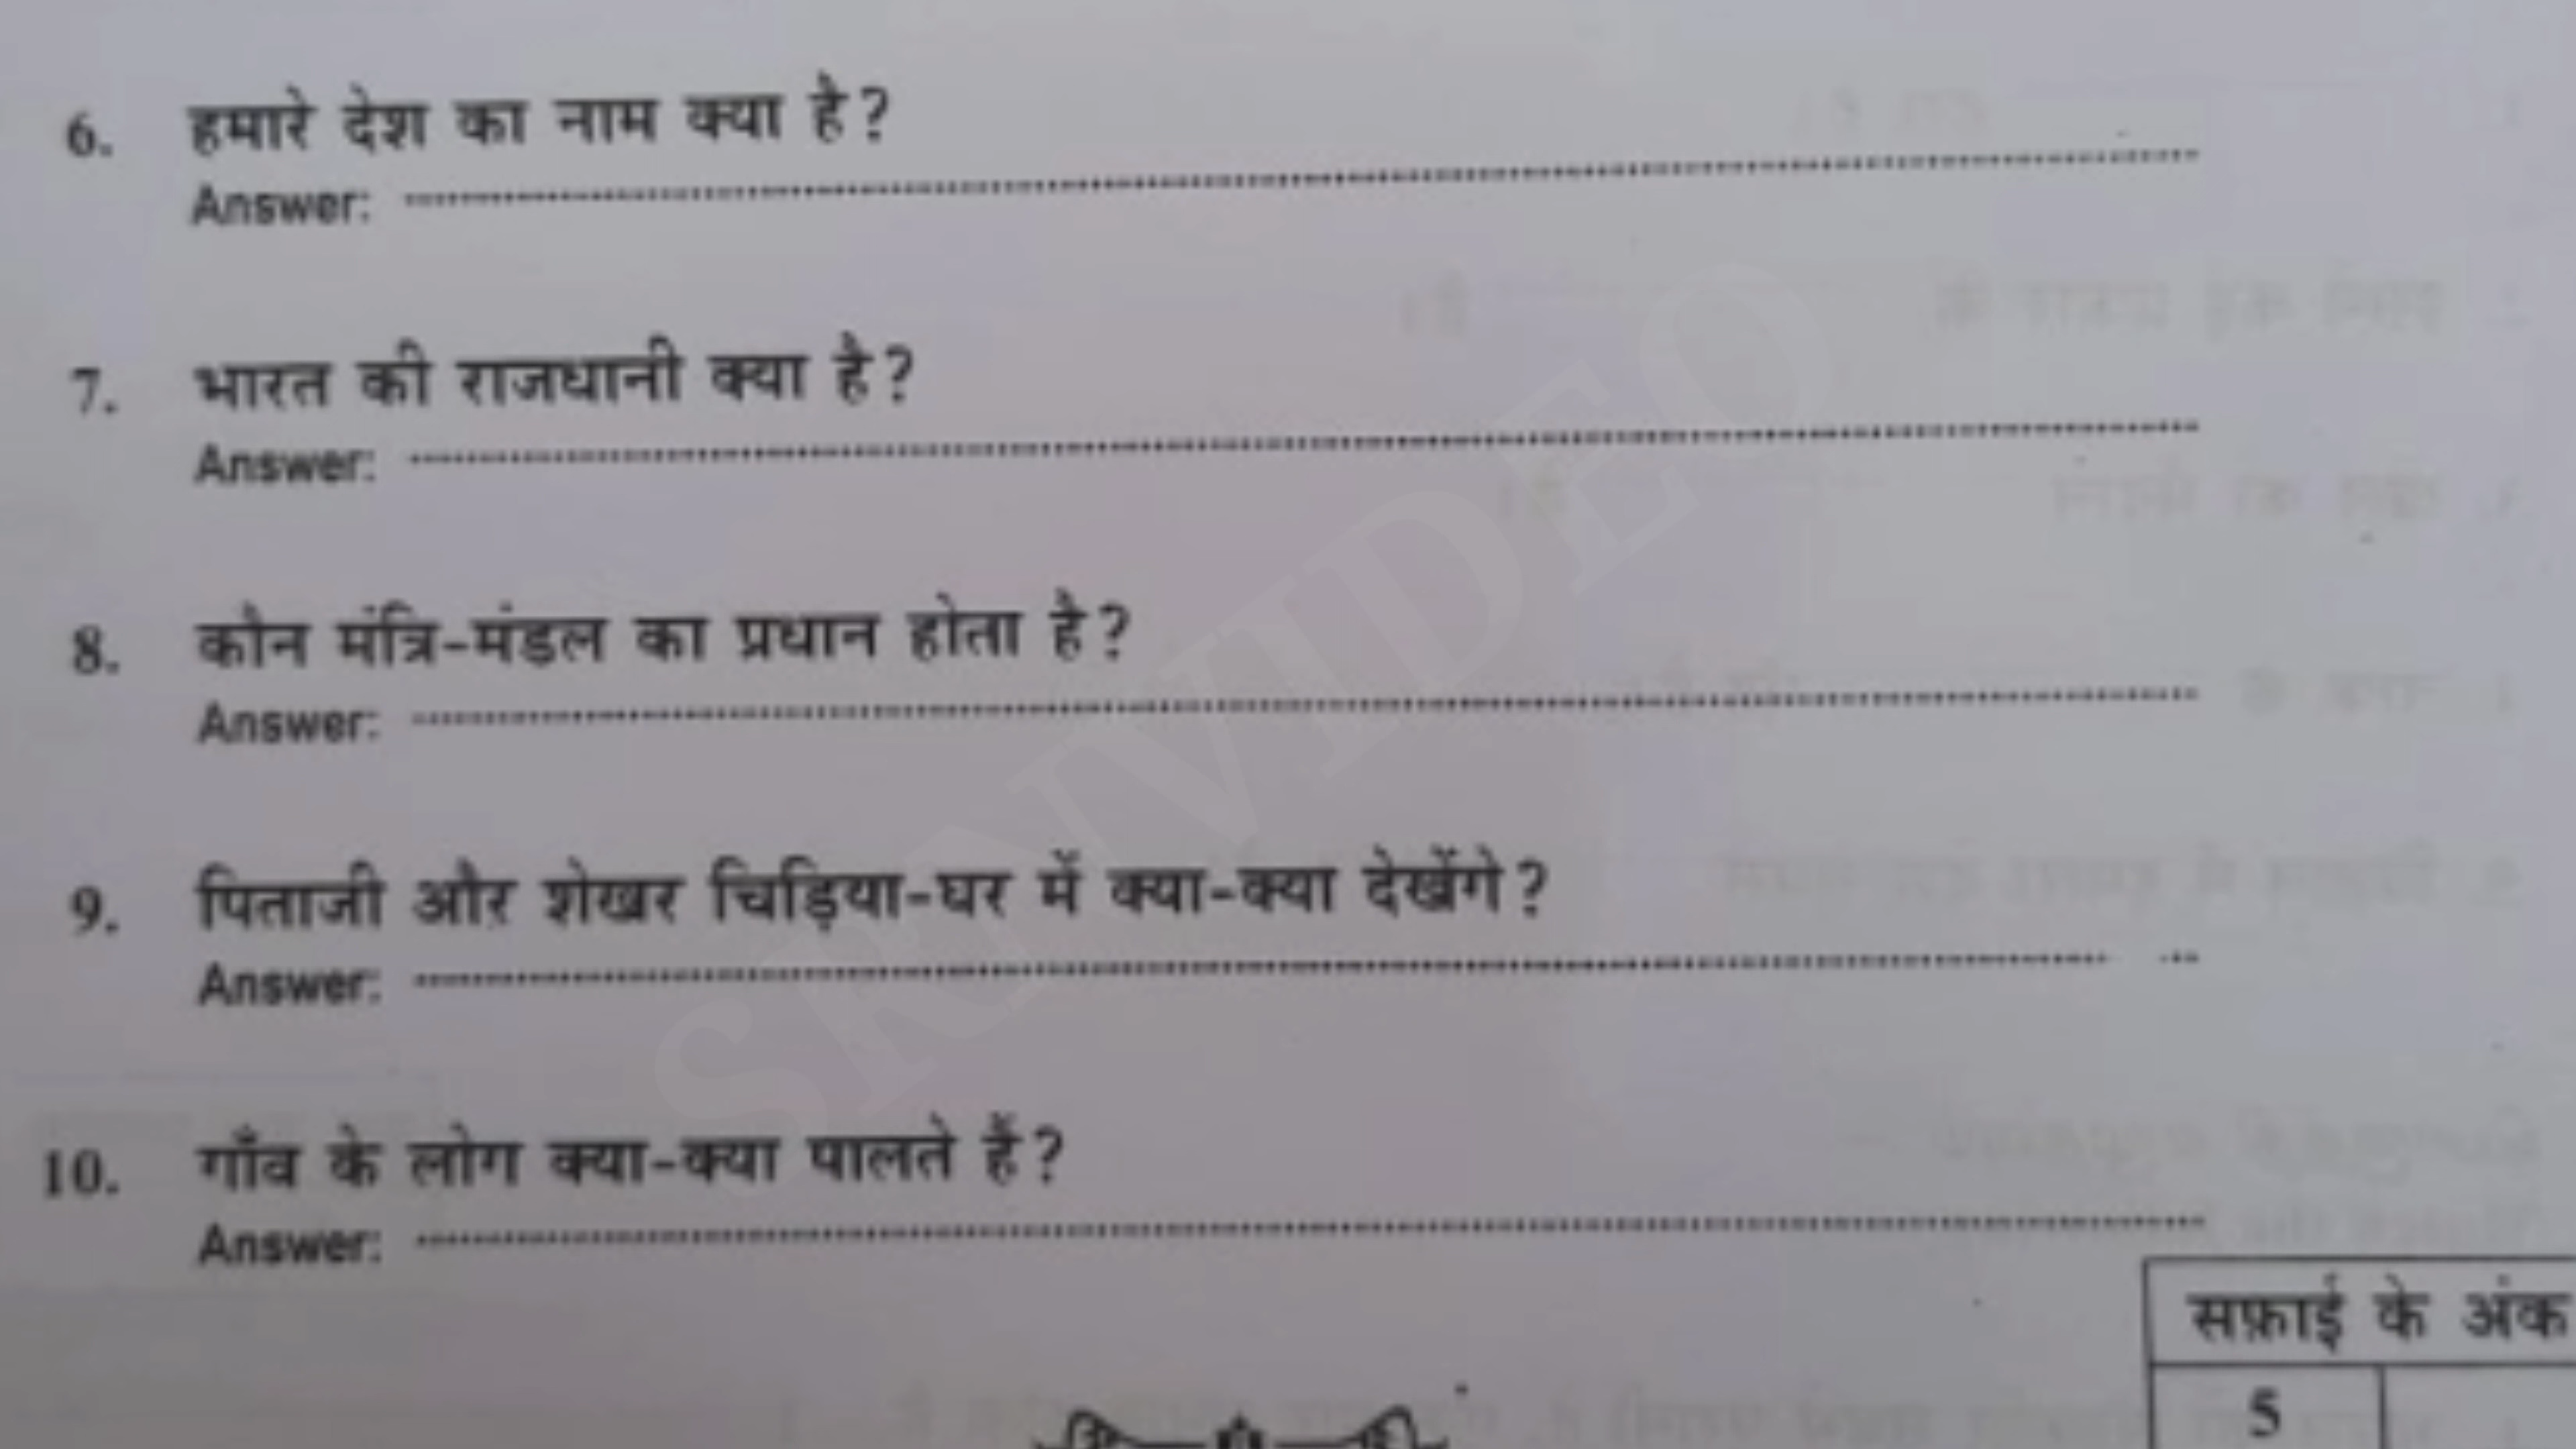 6. हमारे देश का नाम क्या है?
Answer:
7. भारत की राजधानी क्या है?
Answer:
8. कौन मंत्रि-मंडल का प्रधान होता है?
Answer:
9. पिताजी और शेखर चिड़िया-घर में क्या-क्या देखेंगे?
Answer:
10. गाँव के लोग क्या-क्या पालते हैं?
Answer:
सफ़ाई के अंक
5
SRIVIDEO